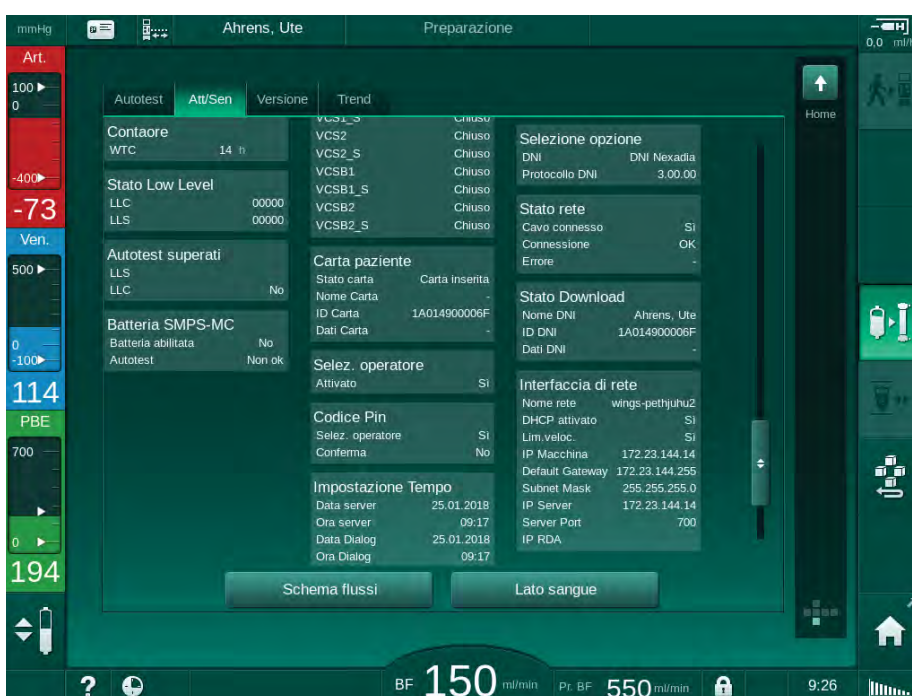 mmHg
Ahrens, Ute
Preparazione
0,0 ml/h
Art.
100
0
-400
-73
Ven.
500
0
-100
114
PBE
700
0
194
Autotest Att/Sen Versione Trend
Home
Contaore
WTC 14 h
Stato Low Level
LLC 00000
LLS 00000
Autotest superati
LLS
LLC No
Batteria SMPS-MC
Batteria abilitata No
Autotest Non ok
VCS1_S Chiuso
VCS2 Chiuso
VCS2_S Chiuso
VCSB1 Chiuso
VCSB1_S Chiuso
VCSB2 Chiuso
VCSB2_S Chiuso
Carta paziente
Stato carta Carta inserita
Nome Carta -
ID Carta 1A014900006F
Dati Carta -
Selez. operatore
Attivato Sì
Codice Pin
Selez. operatore Sì
Conferma No
Impostazione Tempo
Data server 25.01.2018
Ora server 09:17
Data Dialog 25.01.2018
Ora Dialog 09:17
Selezione opzione
DNI DNI Nexadia
Protocollo DNI 3.00.00
Stato rete
Cavo connesso Sì
Connessione OK
Errore -
Stato Download
Nome DNI Ahrens, Ute
ID DNI 1A014900006F
Dati DNI -
Interfaccia di rete
Nome rete wings-pethjuhu2
DHCP attivato Sì
Lim.veloc. Sì
IP Macchina 172.23.144.14
Default Gateway 172.23.144.255
Subnet Mask 255.255.255.0
IP Server 172.23.144.14
Server Port 700
IP RDA
Schema flussi
Lato sangue
? BF 150 ml/min Pr. BF 550 ml/min 9:26